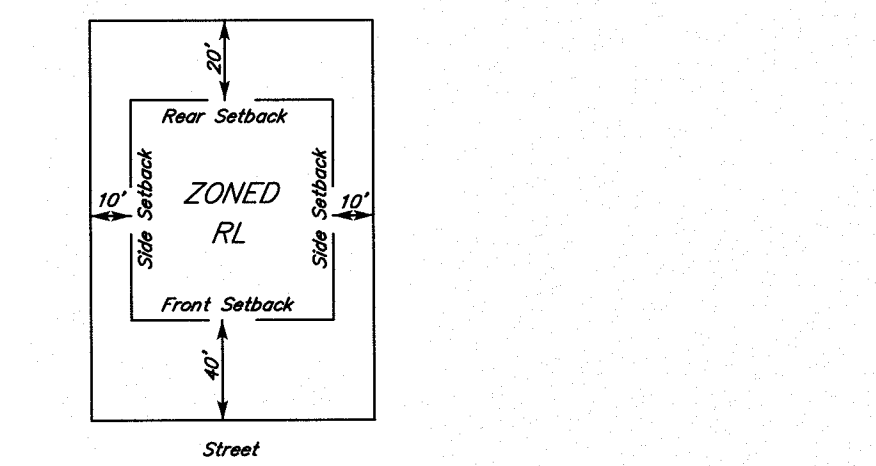 20'
Rear Setback
10'
Side Setback
ZONED
RL
Side Setback
10'
Front Setback
40'
Street